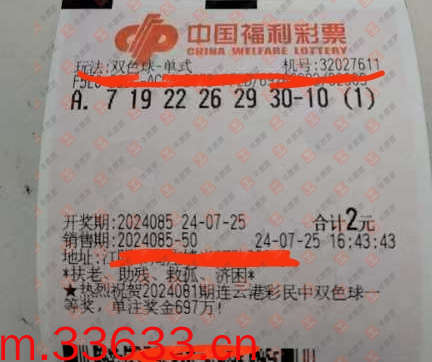 中国福利彩票
CHINA WELFARE LOTTERY
玩法:双色球-单式 机号:32027611
A. 7 19 22 26 29 30-10 (1)
开奖期:2024085 24-07-25 合计2元
销售期:2024085-50 24-07-25 16:43:43
地址:江
*扶老、助残、救孤、济困*
★热烈祝贺2024081期连云港彩民中双色球一
等奖,单注奖金697万!
m.33633.cn